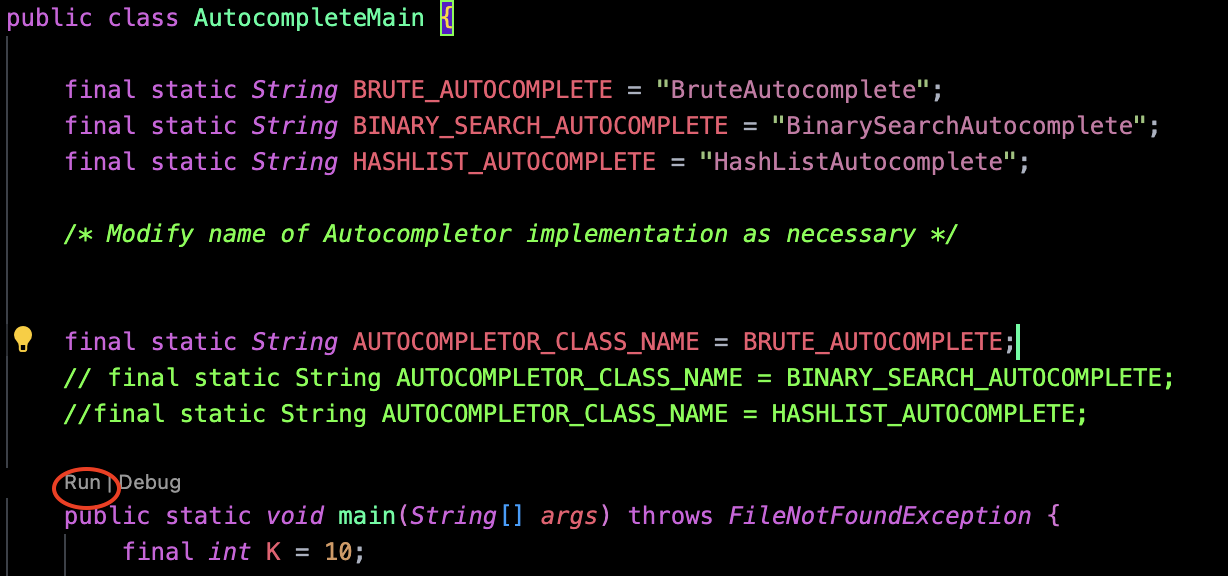 public class AutocompleteMain {
final static String BRUTE_AUTOCOMPLETE = "BruteAutocomplete";
final static String BINARY_SEARCH_AUTOCOMPLETE = "BinarySearchAutocomplete";
final static String HASHLIST_AUTOCOMPLETE = "HashListAutocomplete";
/* Modify name of Autocompletor implementation as necessary */
final static String AUTOCOMPLETOR_CLASS_NAME = BRUTE_AUTOCOMPLETE;
// final static String AUTOCOMPLETOR_CLASS_NAME = BINARY_SEARCH_AUTOCOMPLETE;
//final static String AUTOCOMPLETOR_CLASS_NAME = HASHLIST_AUTOCOMPLETE;
Run | Debug
public static void main(String[] args) throws FileNotFoundException {
final int K = 10;